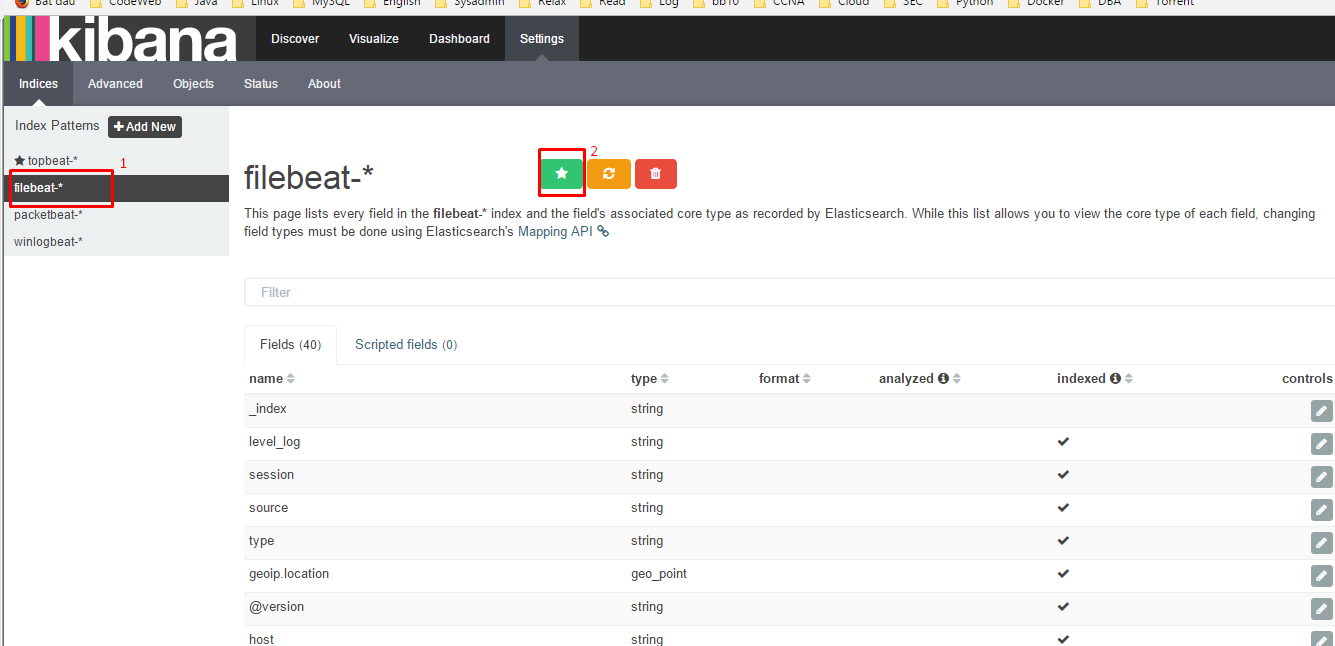 Bắt đầu CodeWeb Java Linux MySQL English Sysadmin Relax Read Log bb10 CCNA Cloud SEC Python Docker DBA Torrent
kibana Discover Visualize Dashboard Settings
Indices Advanced Objects Status About
Index Patterns Add New
topbeat-* 1
filebeat-*
packetbeat-*
winlogbeat-*
filebeat-* 2
This page lists every field in the filebeat-* index and the field's associated core type as recorded by Elasticsearch. While this list allows you to view the core type of each field, changing
field types must be done using Elasticsearch's Mapping API
Filter
Fields (40) Scripted fields (0)
name type format analyzed indexed controls
_index string
level_log string
session string
source string
type string
geoip.location geo_point
@version string
host string